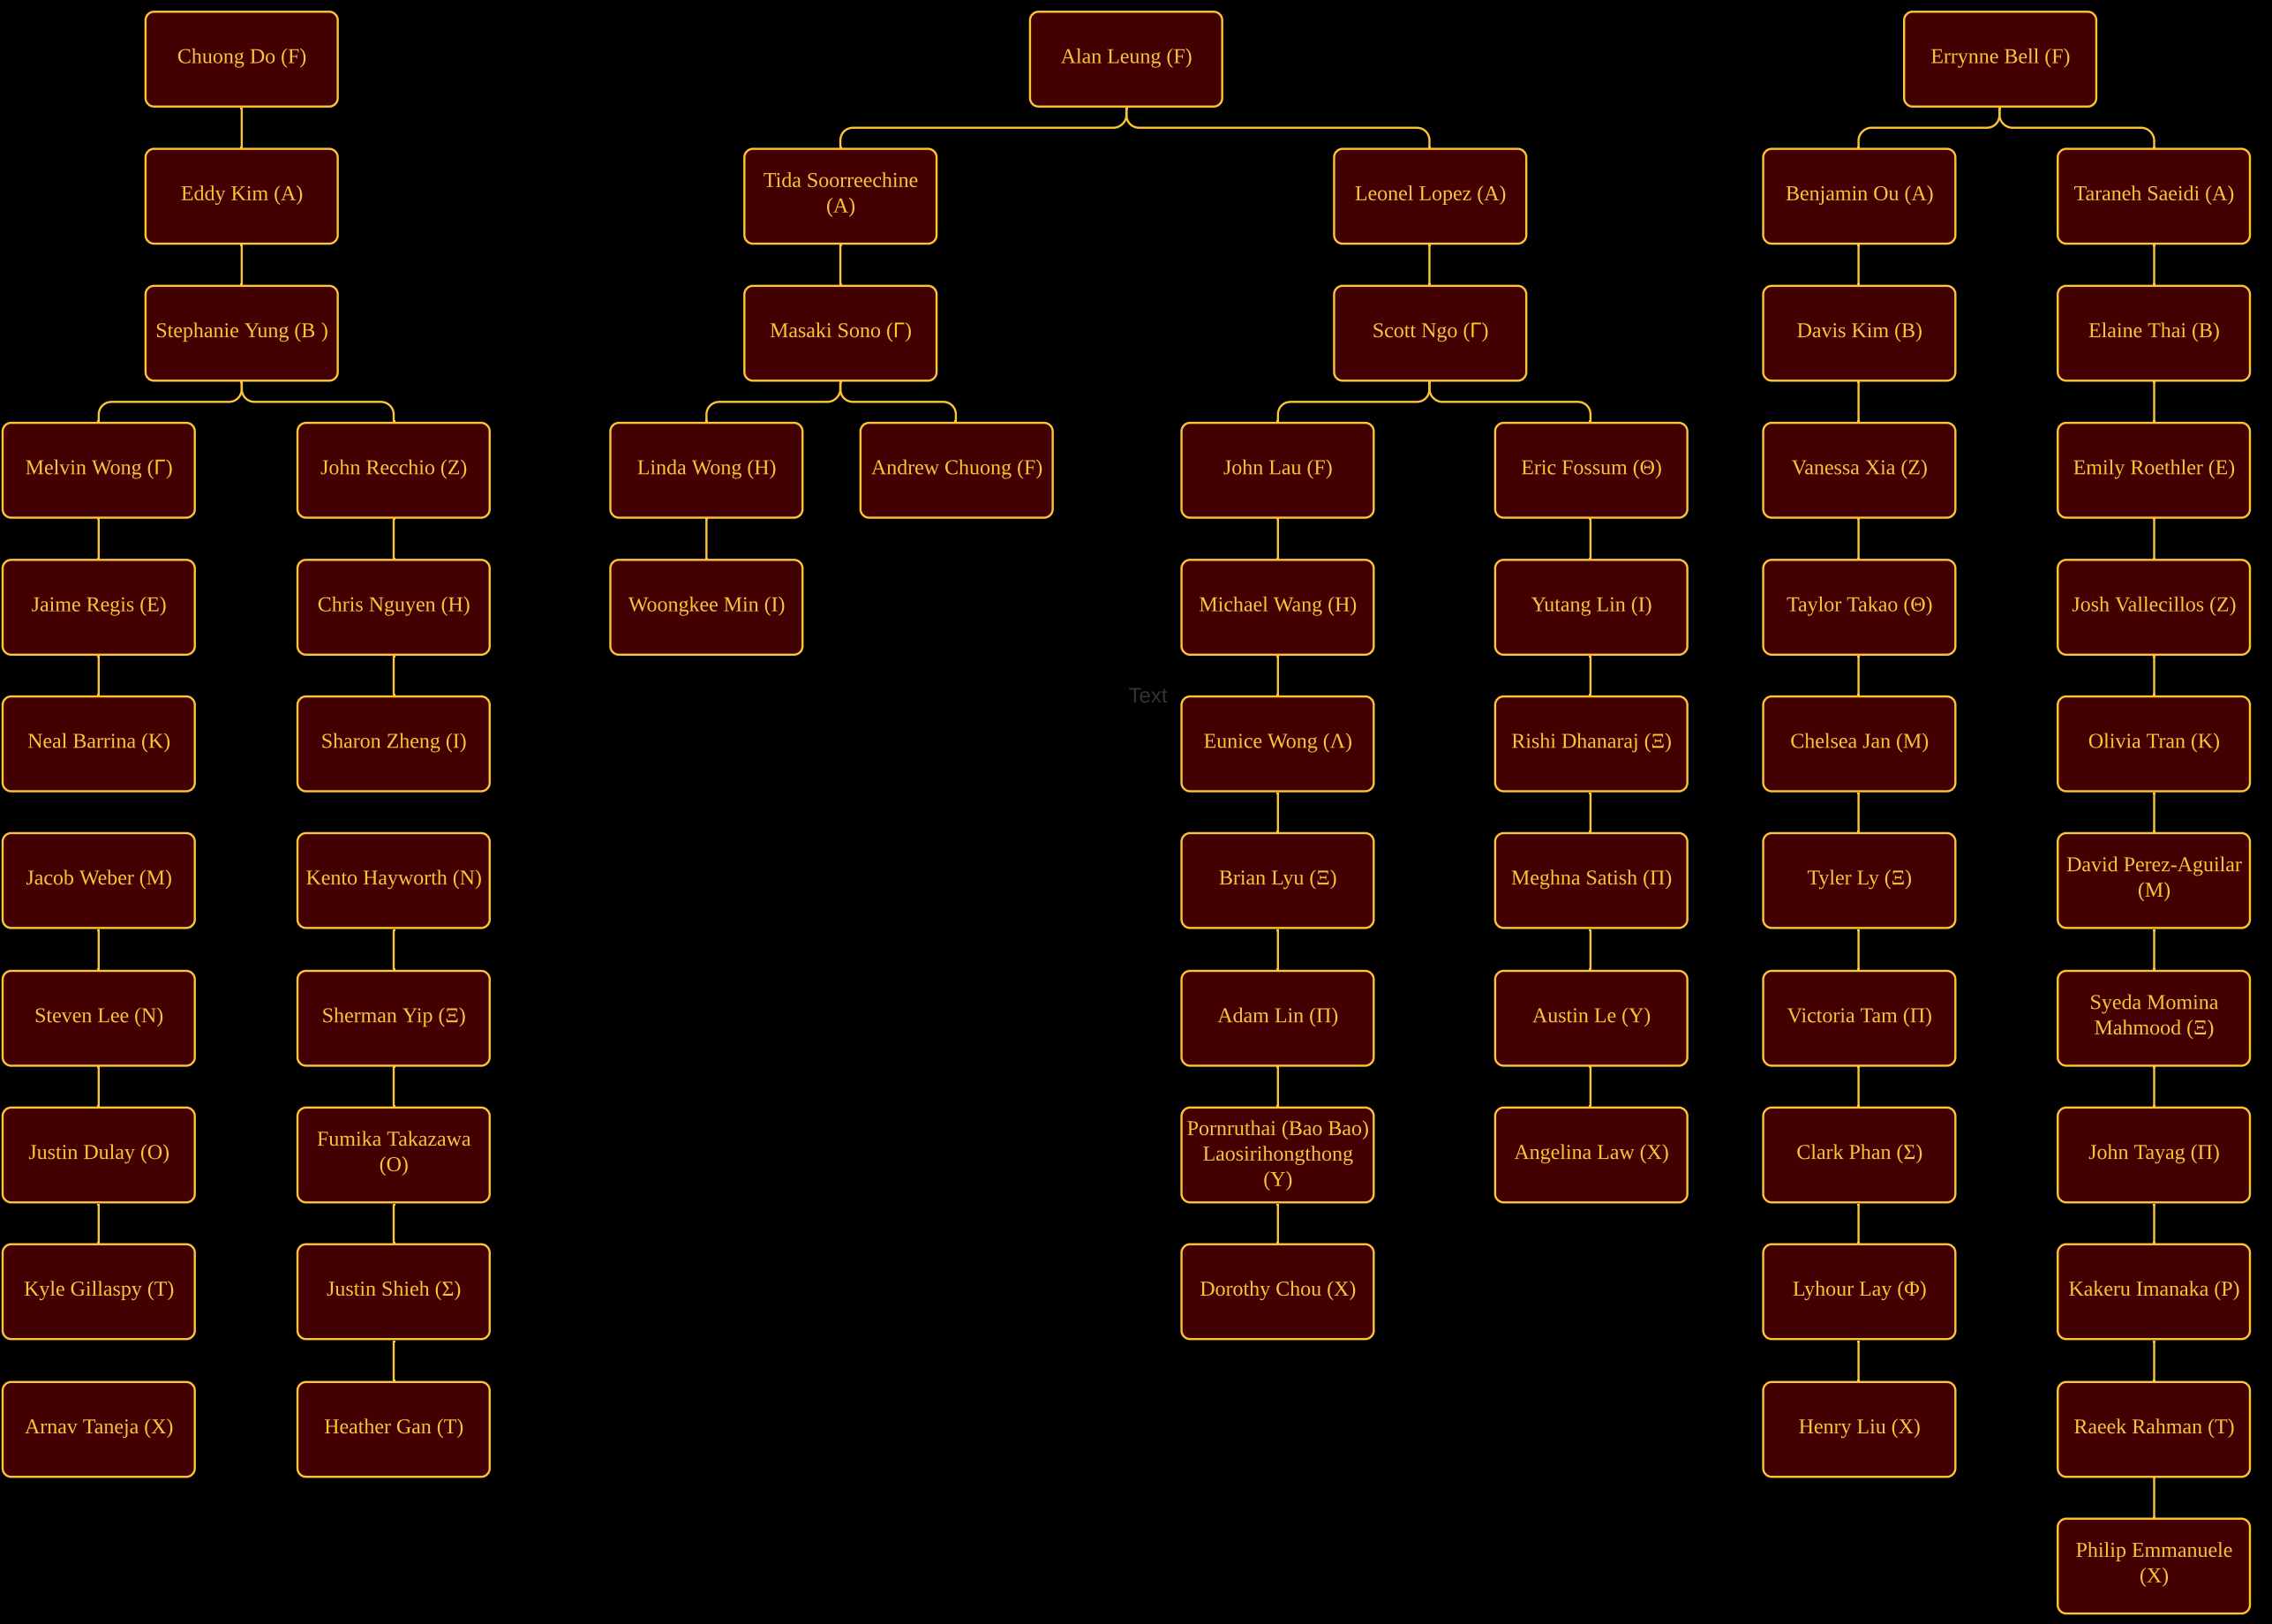 Chuong Do (F)
Alan Leung (F)
Errynne Bell (F)
Eddy Kim (A)
Tida Soorreechine
(A)
Leonel Lopez (A)
Benjamin Ou (A)
Taraneh Saeidi (A)
Stephanie Yung (B )
Masaki Sono (Γ)
Scott Ngo (Γ)
Davis Kim (B)
Elaine Thai (B)
Melvin Wong (Γ)
John Recchio (Z)
Linda Wong (H)
Andrew Chuong (F)
John Lau (F)
Eric Fossum (Θ)
Vanessa Xia (Z)
Emily Roethler (E)
Jaime Regis (E)
Chris Nguyen (H)
Woongkee Min (I)
Michael Wang (H)
Yutang Lin (I)
Taylor Takao (Θ)
Josh Vallecillos (Z)
Text
Neal Barrina (K)
Sharon Zheng (I)
Eunice Wong (Λ)
Rishi Dhanaraj (Ξ)
Chelsea Jan (M)
Olivia Tran (K)
Jacob Weber (M)
Kento Hayworth (N)
Brian Lyu (Ξ)
Meghna Satish (Π)
Tyler Ly (Ξ)
David Perez-Aguilar
(M)
Steven Lee (N)
Sherman Yip (Ξ)
Adam Lin (Π)
Austin Le (Y)
Victoria Tam (Π)
Syeda Momina
Mahmood (Ξ)
Justin Dulay (O)
Fumika Takazawa
(O)
Pornruthai (Bao Bao)
Laosirihongthong
(Y)
Angelina Law (X)
Clark Phan (Σ)
John Tayag (Π)
Kyle Gillaspy (T)
Justin Shieh (Σ)
Dorothy Chou (X)
Lyhour Lay (Φ)
Kakeru Imanaka (P)
Arnav Taneja (X)
Heather Gan (T)
Henry Liu (X)
Raeek Rahman (T)
Philip Emmanuele
(X)